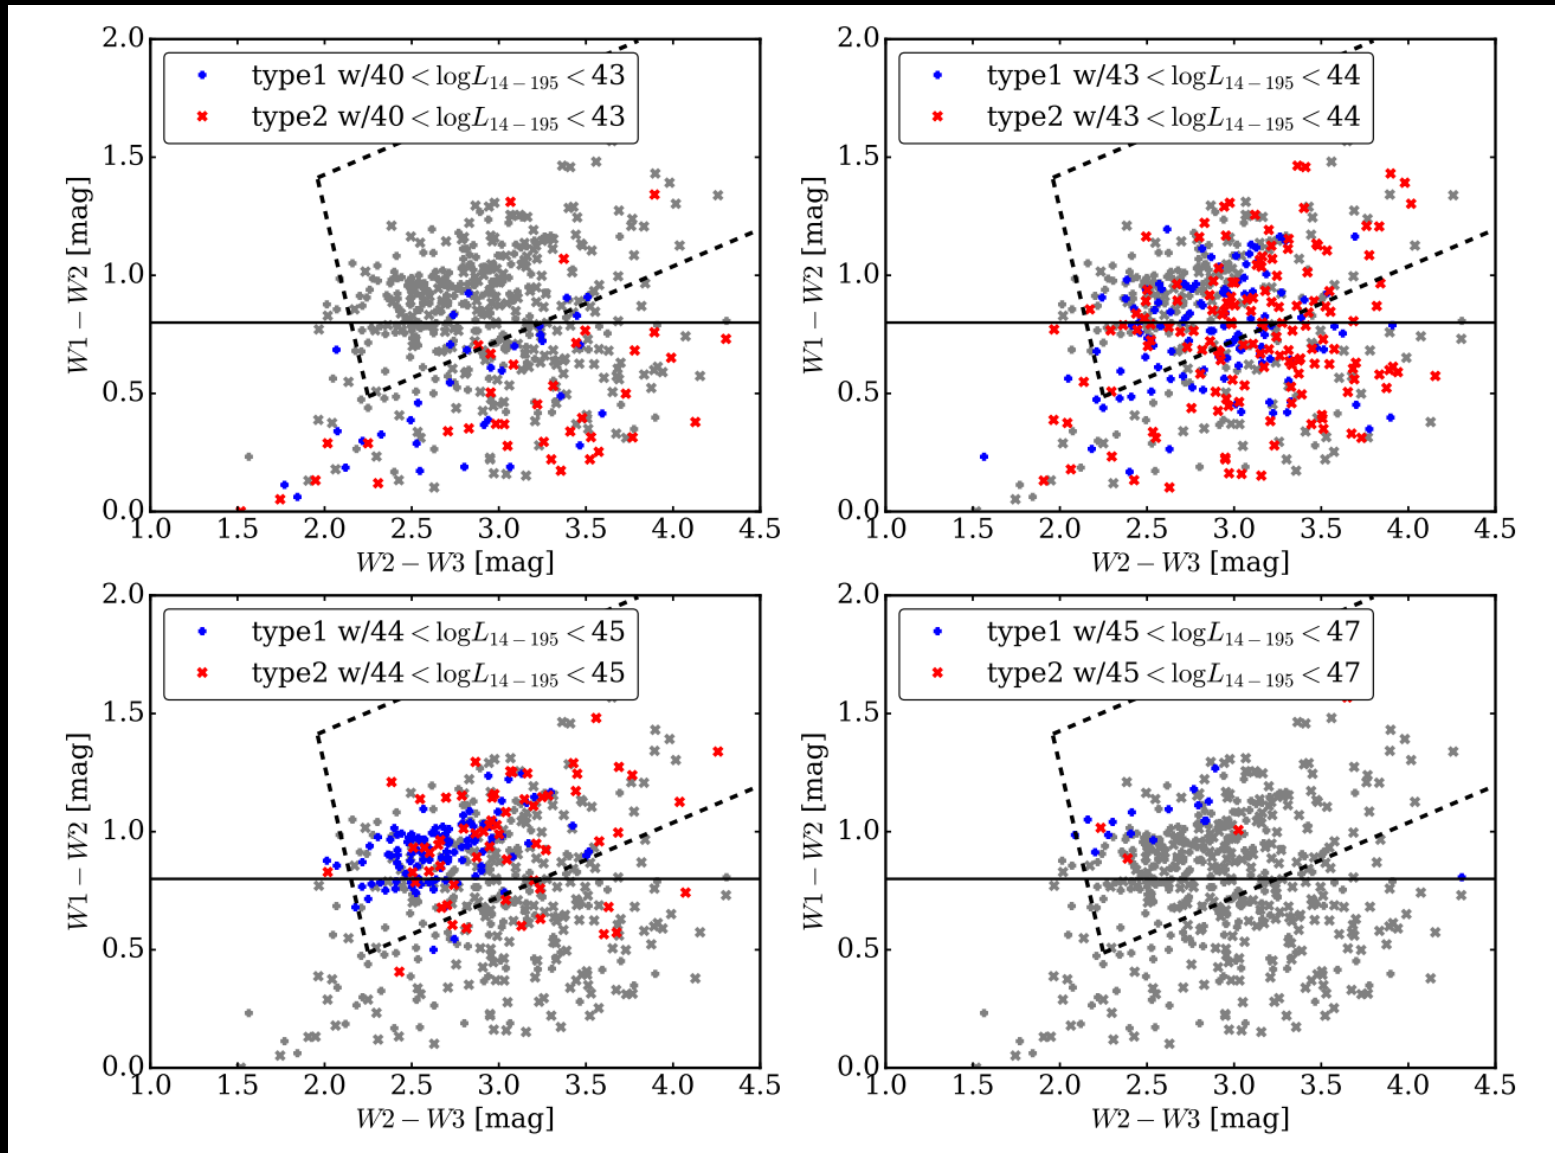 2.0
type1 w/40 < logL14−195 < 43
type2 w/40 < logL14−195 < 43
1.5
1.0
0.5
0.0
W1 − W2 [mag]
1.0 1.5 2.0 2.5 3.0 3.5 4.0 4.5
W2 − W3 [mag]
2.0
type1 w/43 < logL14−195 < 44
type2 w/43 < logL14−195 < 44
1.5
1.0
0.5
0.0
W1 − W2 [mag]
1.0 1.5 2.0 2.5 3.0 3.5 4.0 4.5
W2 − W3 [mag]
2.0
type1 w/44 < logL14−195 < 45
type2 w/44 < logL14−195 < 45
1.5
1.0
0.5
0.0
W1 − W2 [mag]
1.0 1.5 2.0 2.5 3.0 3.5 4.0 4.5
W2 − W3 [mag]
2.0
type1 w/45 < logL14−195 < 47
type2 w/45 < logL14−195 < 47
1.5
1.0
0.5
0.0
W1 − W2 [mag]
1.0 1.5 2.0 2.5 3.0 3.5 4.0 4.5
W2 − W3 [mag]